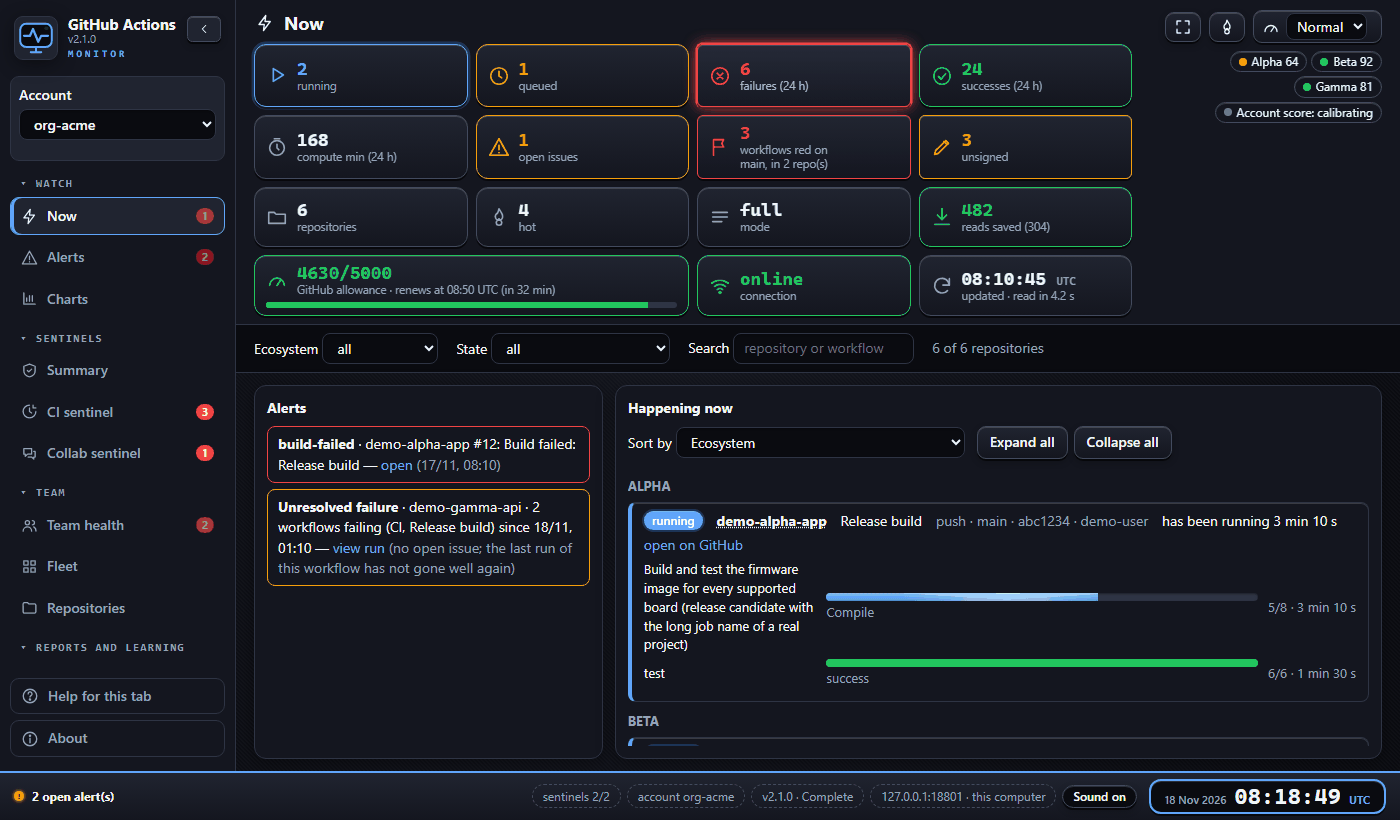 GitHub Actions
v2.1.0
MONITOR
Account
org-acme
WATCH
Now 1
Alerts 2
Charts
SENTINELS
Summary
CI sentinel 3
Collab sentinel 1
TEAM
Team health 2
Fleet
Repositories
REPORTS AND LEARNING
Help for this tab
About
Now
Normal
Alpha 64
Beta 92
Gamma 81
Account score: calibrating
2
running
1
queued
6
failures (24 h)
24
successes (24 h)
168
compute min (24 h)
1
open issues
3
workflows red on
main, in 2 repo(s)
3
unsigned
6
repositories
4
hot
full
mode
482
reads saved (304)
4630/5000
GitHub allowance · renews at 08:50 UTC (in 32 min)
online
connection
08:10:45 UTC
updated · read in 4.2 s
Ecosystem all
State all
Search repository or workflow
6 of 6 repositories
Alerts
build-failed · demo-alpha-app #12: Build failed:
Release build — open (17/11, 08:10)
Unresolved failure · demo-gamma-api · 2
workflows failing (CI, Release build) since 18/11,
01:10 — view run (no open issue; the last run of
this workflow has not gone well again)
Happening now
Sort by Ecosystem
Expand all
Collapse all
ALPHA
running demo-alpha-app Release build push · main · abc1234 · demo-user has been running 3 min 10 s
open on GitHub
Build and test the firmware
image for every supported
board (release candidate with
the long job name of a real
project)
Compile
5/8 · 3 min 10 s
test
success
6/6 · 1 min 30 s
BETA
2 open alert(s)
sentinels 2/2
account org-acme
v2.1.0 · Complete
127.0.0.1:18801 · this computer
Sound on
18 Nov 2026 08:18:49 UTC